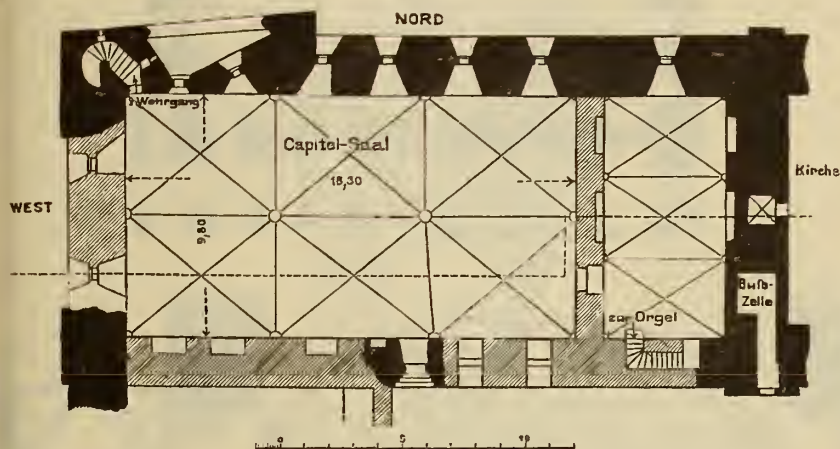 NORD
z. Wehrgang
Capitel-Saal
18,30
Kirche
WEST
9,80
Buß-
Zelle
zur Orgel
0 5 10